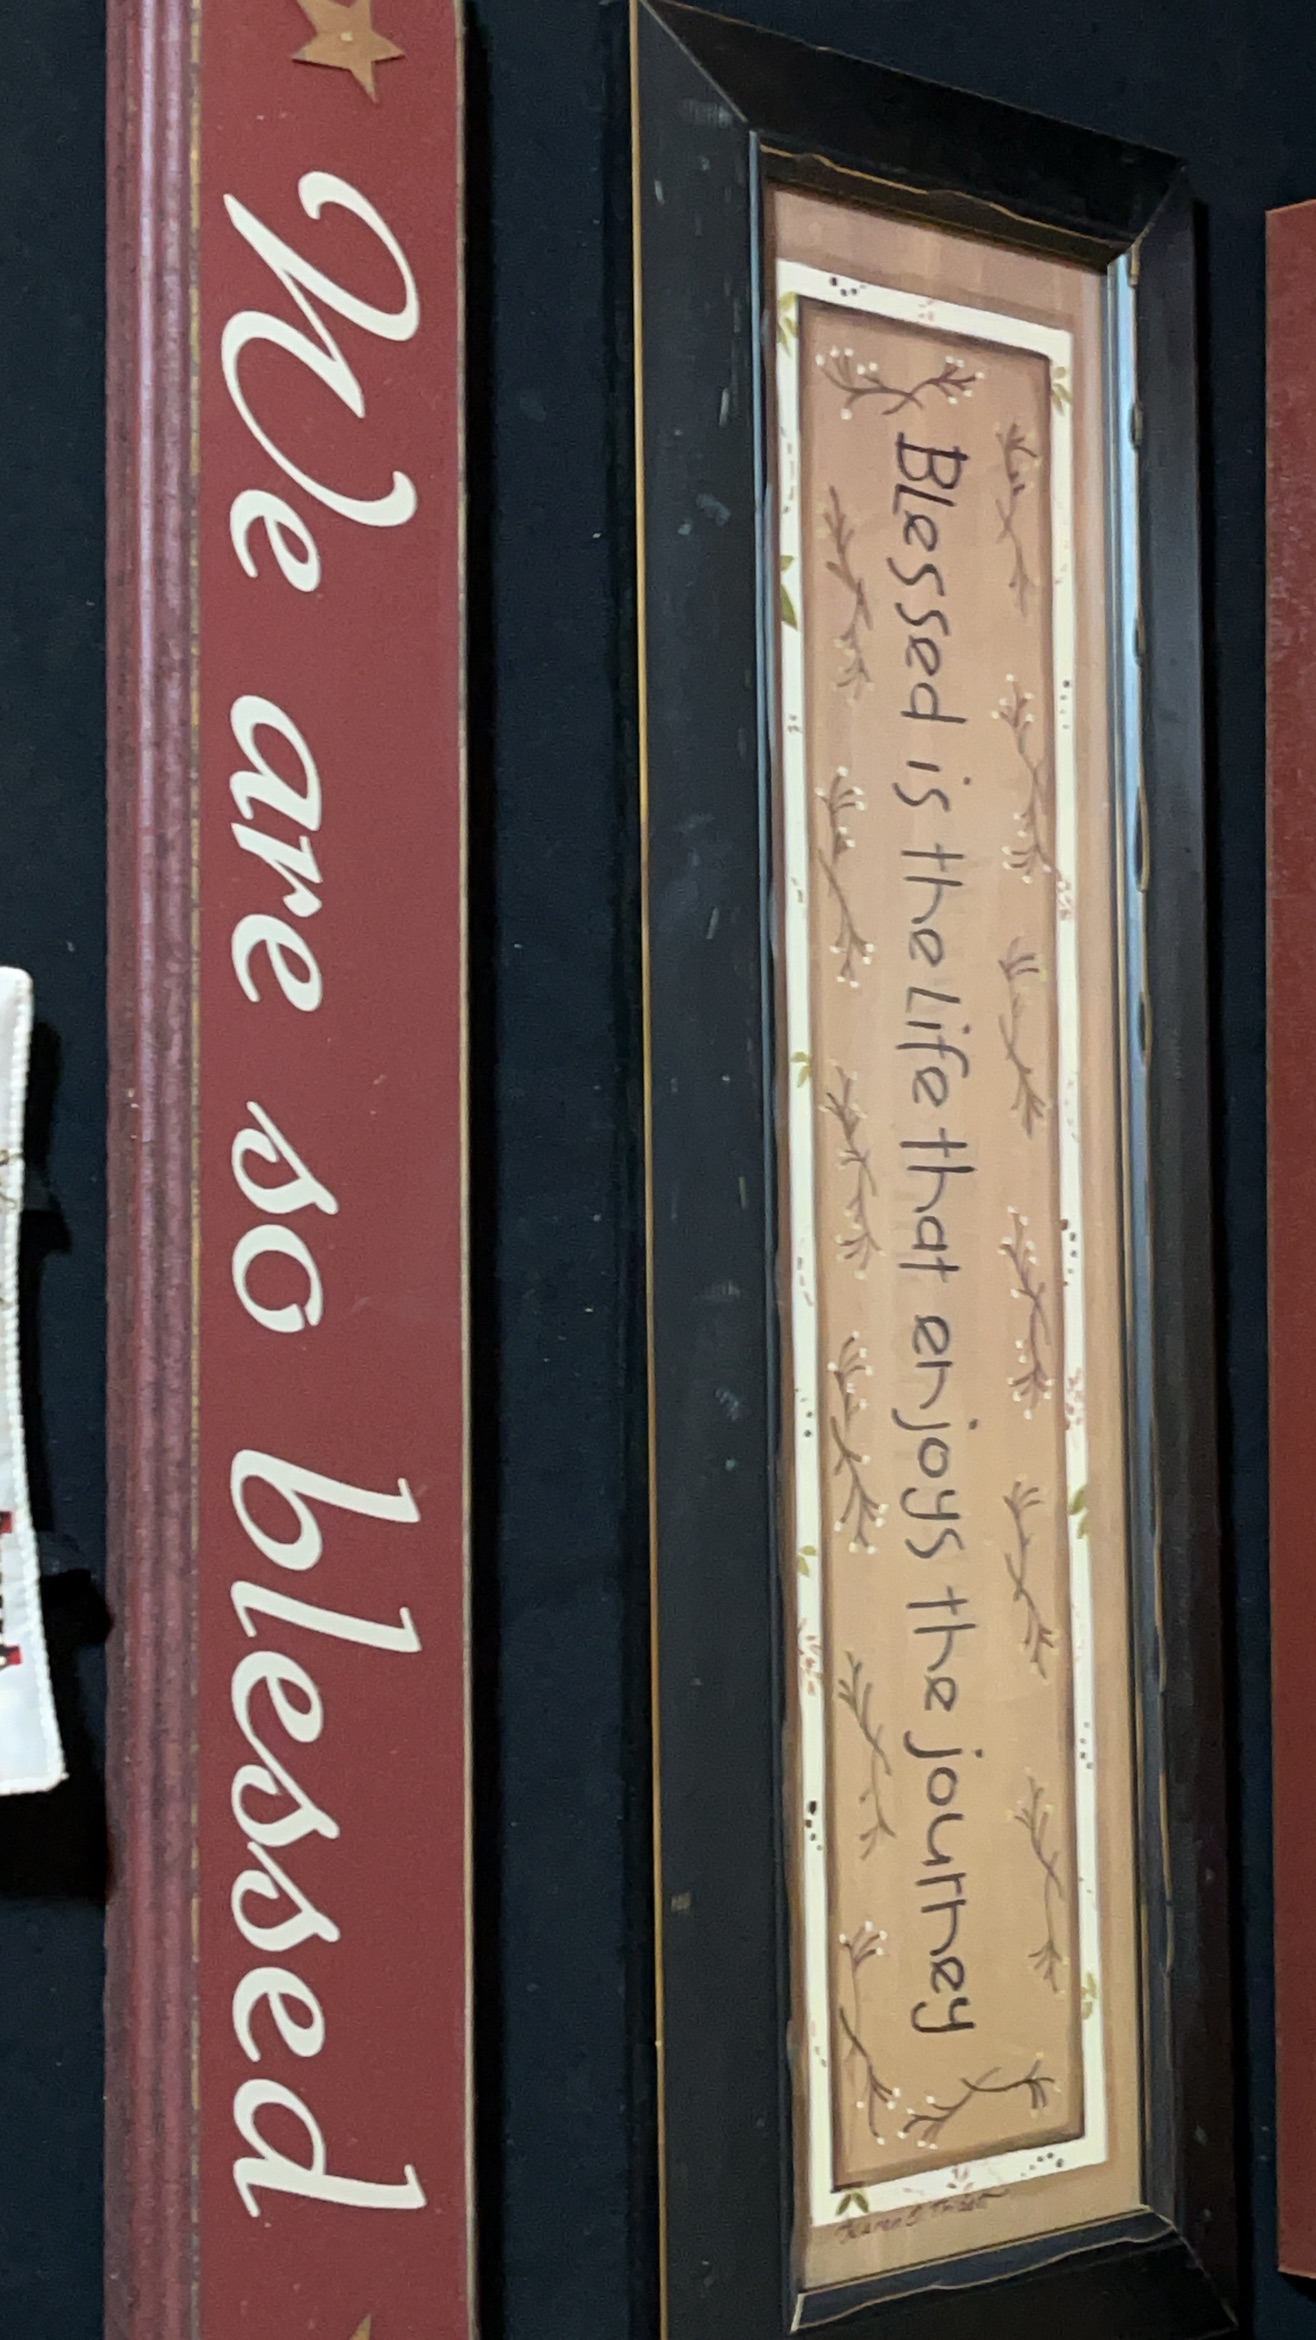 Blessed is the life that enjoys the journey
We are so blessed